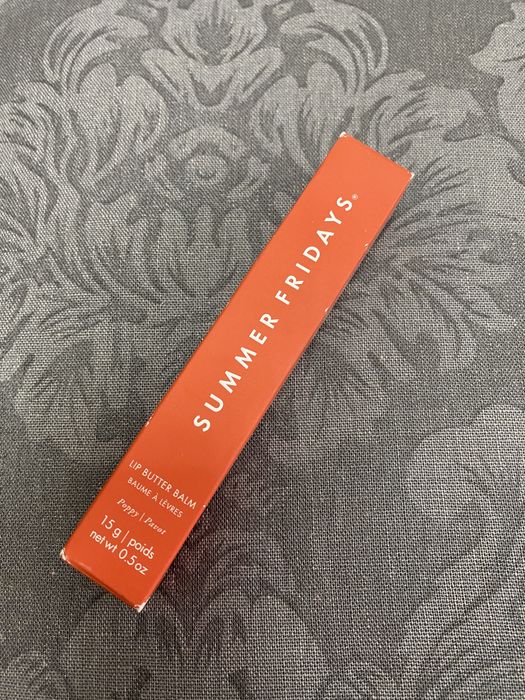 SUMMER FRIDAYS®
LIP BUTTER BALM
BAUME À LÈVRES
Poppy | Pavot
15 g | poids
net wt 0.5 oz